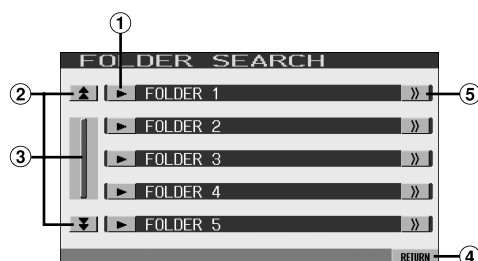 ①
FOLDER SEARCH
② FOLDER 1 ⑤
FOLDER 2
③ FOLDER 3
FOLDER 4
FOLDER 5
RETURN ④